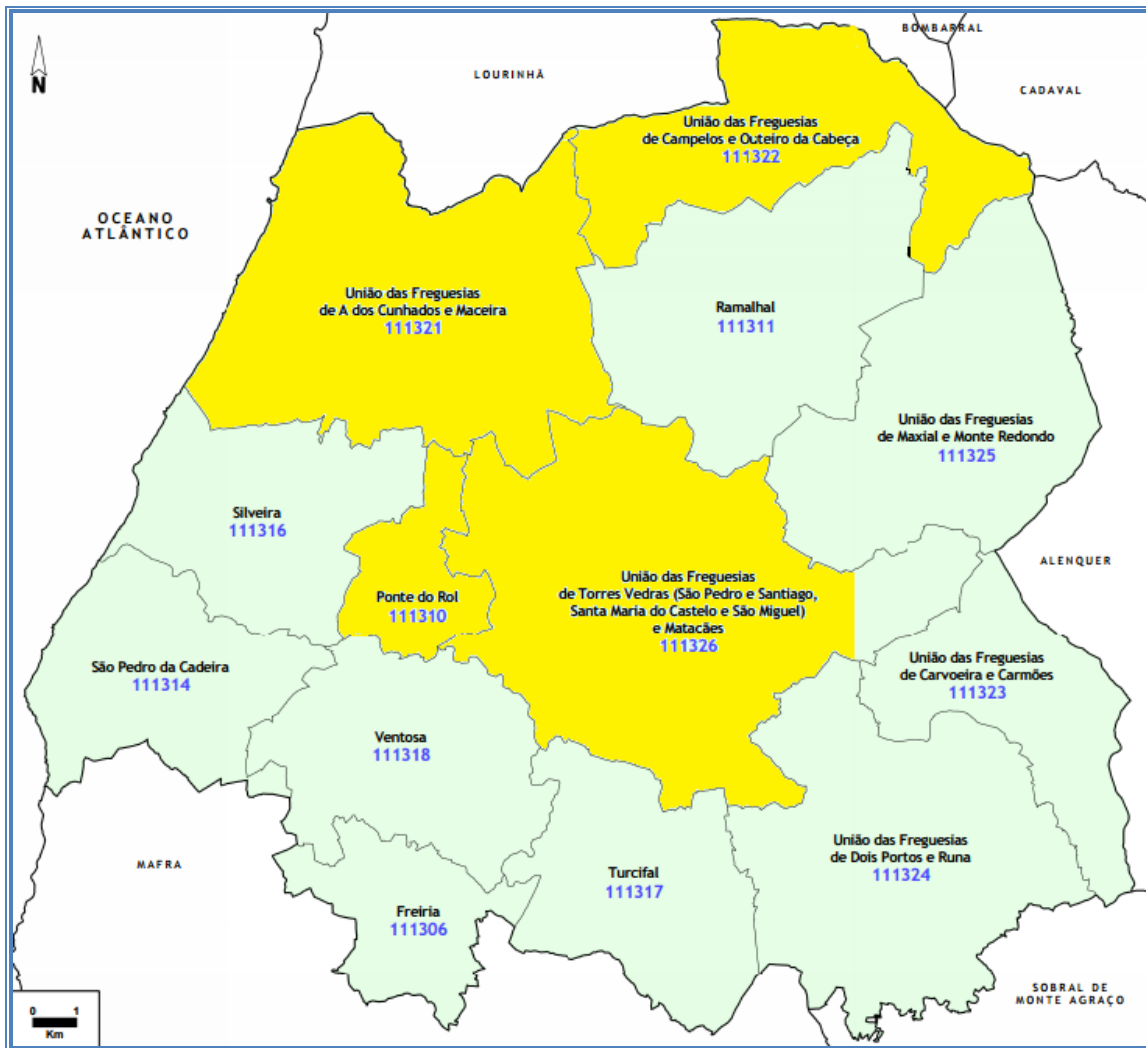 BOMBARRAL
LOURINHÃ
N
CADAVAL
União das Freguesias
de Campelos e Outeiro da Cabeça
111322
OCEANO
ATLÂNTICO
União das Freguesias
de A dos Cunhados e Maceira
111321
Ramalhal
111311
União das Freguesias
de Maxial e Monte Redondo
111325
Silveira
111316
ALENQUER
União das Freguesias
de Torres Vedras (São Pedro e Santiago,
Santa Maria do Castelo e São Miguel)
e Matacães
111326
Ponte do Rol
111310
União das Freguesias
de Carvoeira e Carmões
111323
São Pedro da Cadeira
111314
Ventosa
111318
União das Freguesias
de Dois Portos e Runa
111324
MAFRA
Turcifal
111317
Freiria
111306
SOBRAL DE
MONTE AGRAÇO
0 1
Km